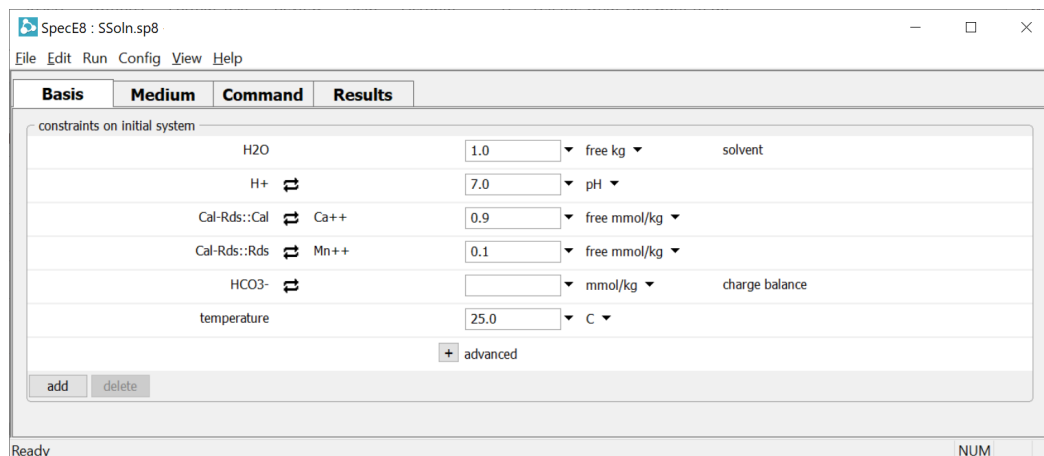 SpecE8 : SSoln.sp8
File Edit Run Config View Help
Basis Medium Command Results
constraints on initial system
H2O 1.0 free kg solvent
H+ 7.0 pH
Cal-Rds::Cal Ca++ 0.9 free mmol/kg
Cal-Rds::Rds Mn++ 0.1 free mmol/kg
HCO3- mmol/kg charge balance
temperature 25.0 C
+ advanced
add delete
Ready NUM